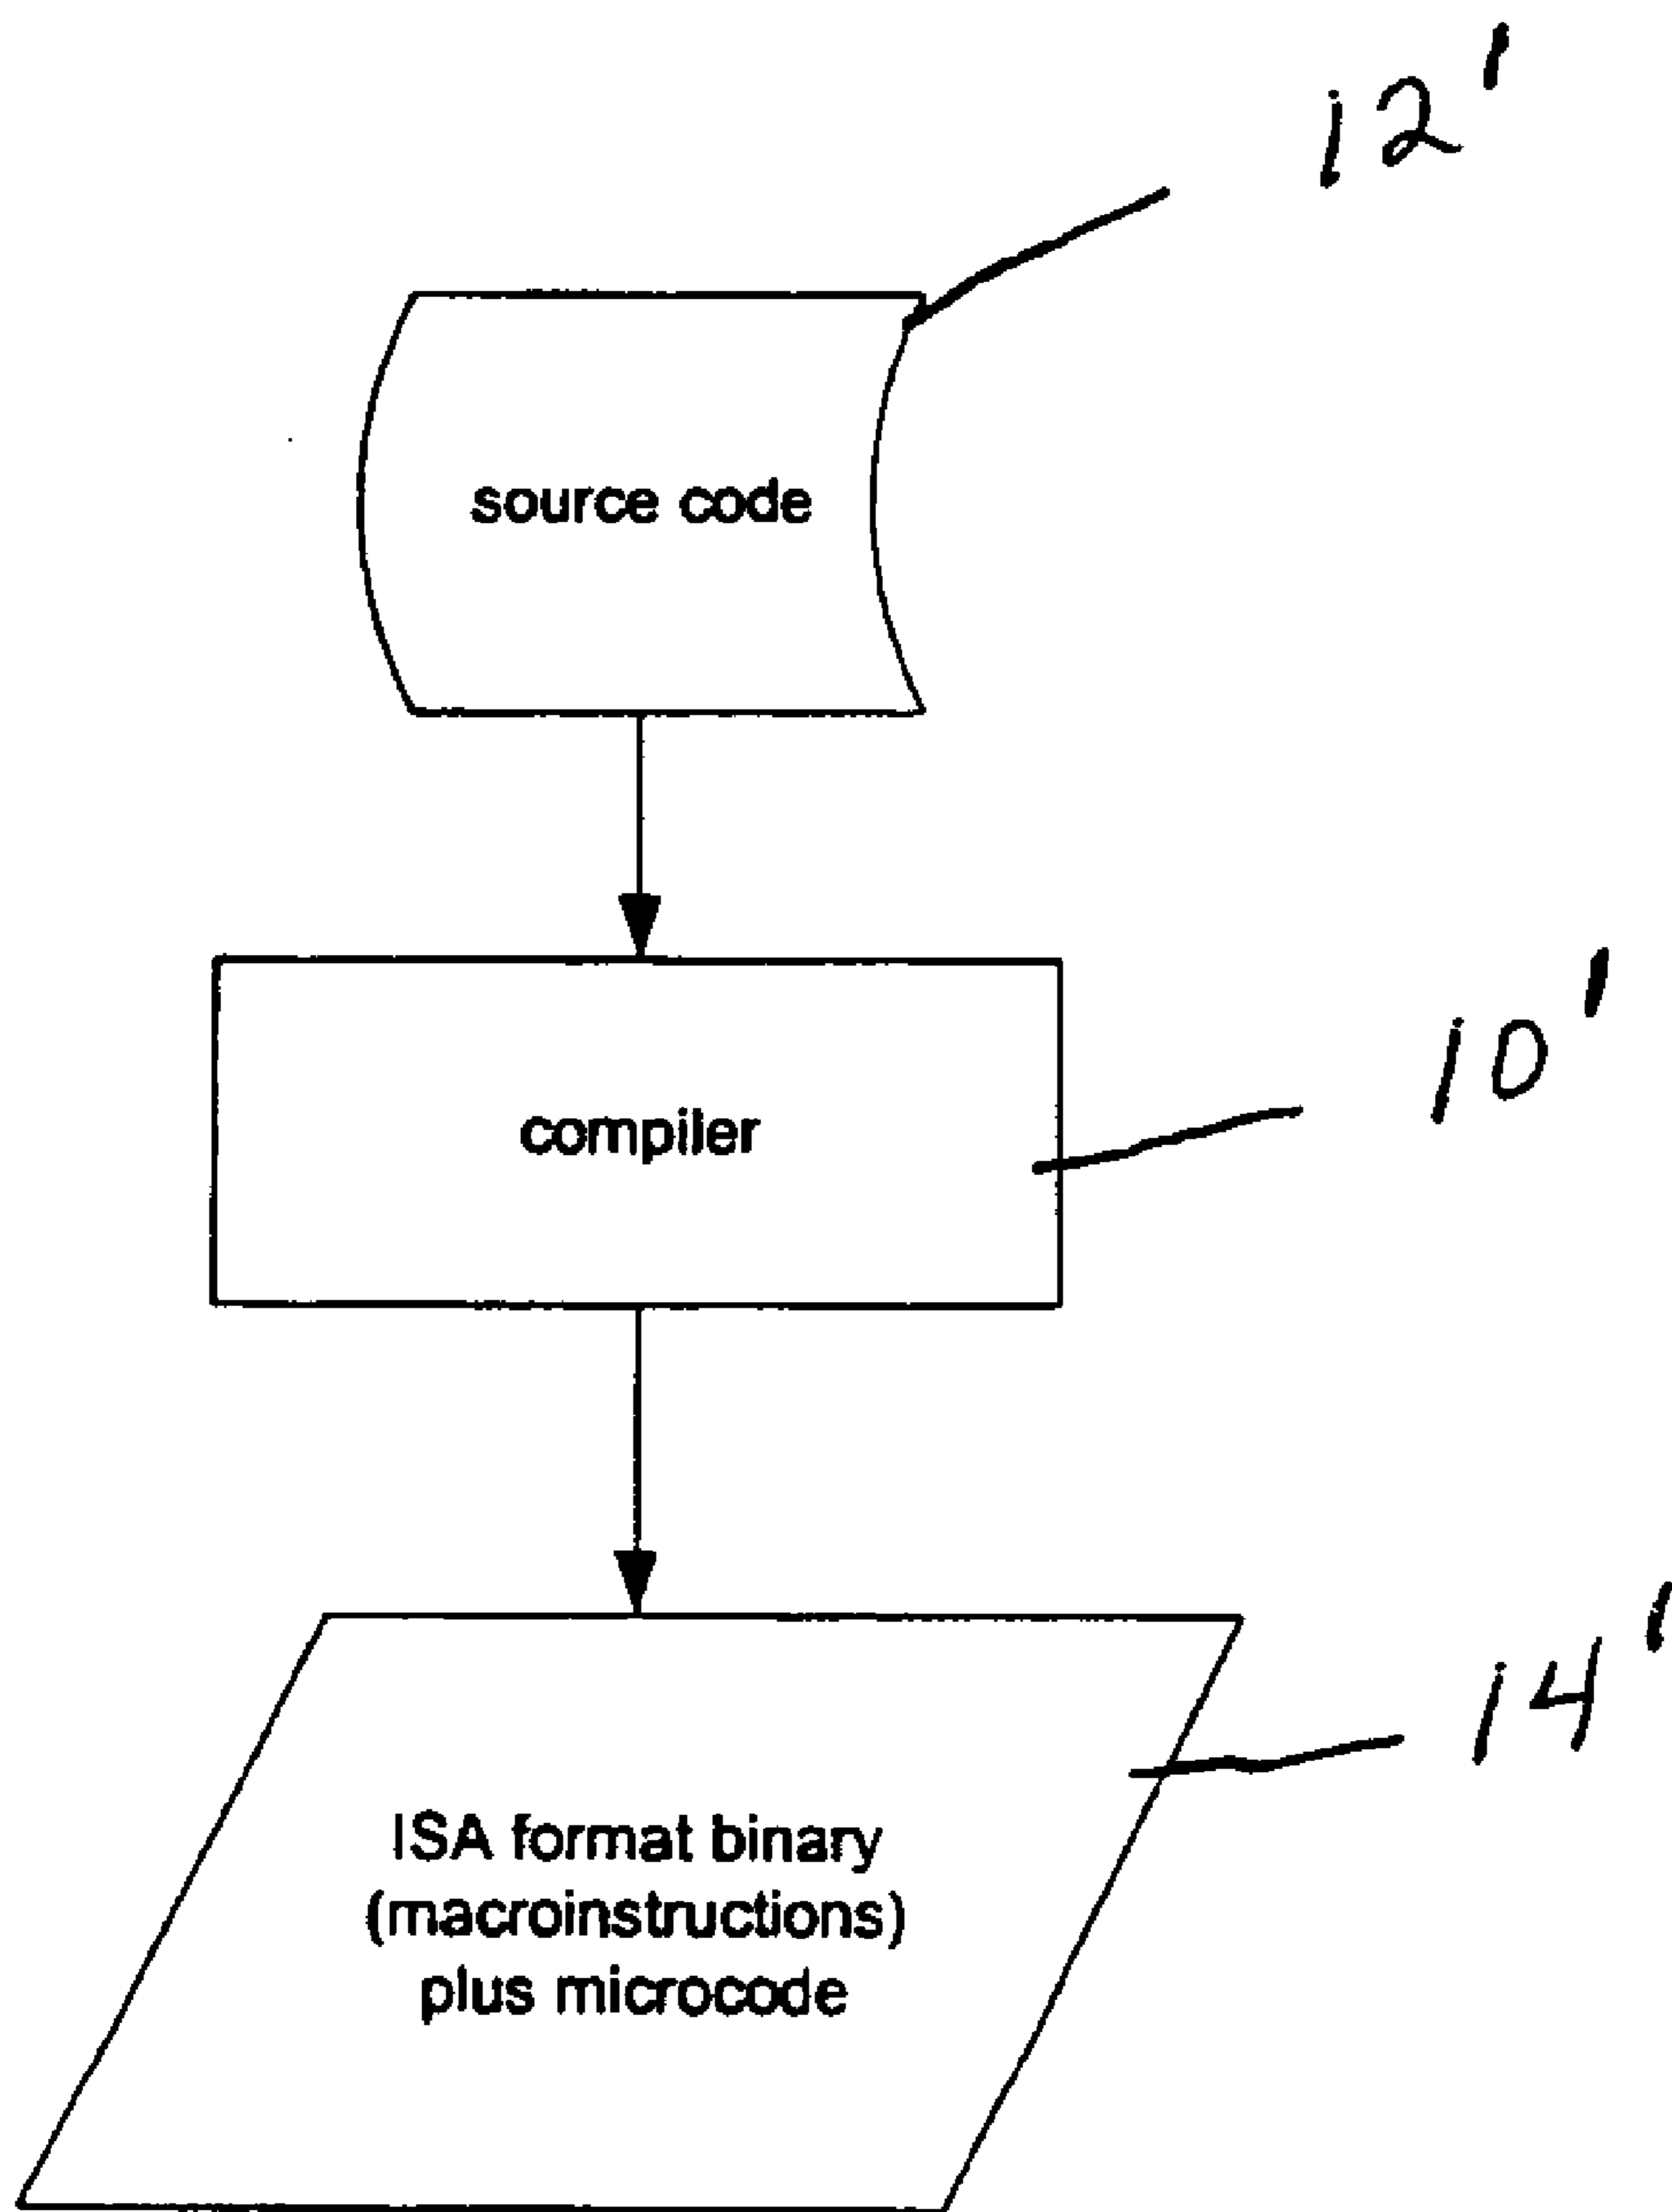 12'
source code
10'
compiler
14'
ISA format binary
(macroinstructions)
plus microcode